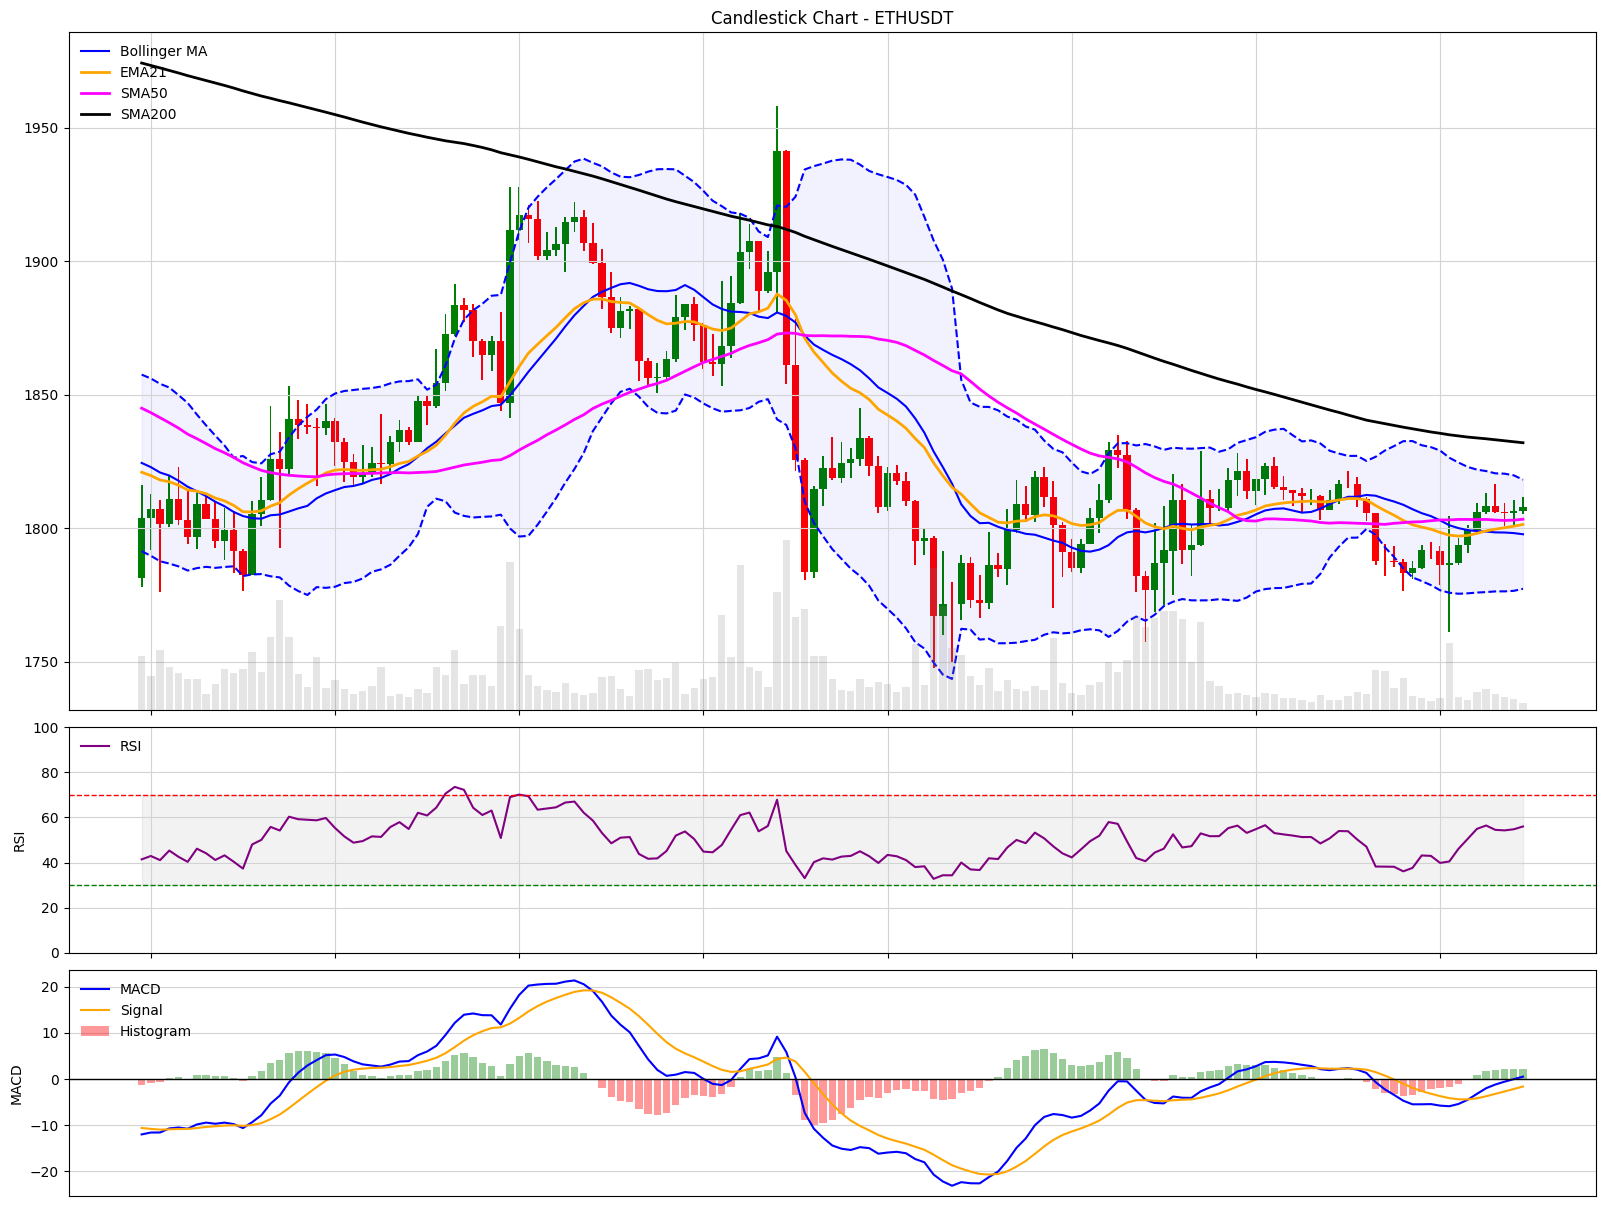 Candlestick Chart - ETHUSDT
Bollinger MA
EMA21
SMA50
SMA200
1950
1900
1850
1800
1750
RSI
100
80
60
40
20
0
RSI
MACD
Signal
Histogram
20
10
0
−10
−20
MACD